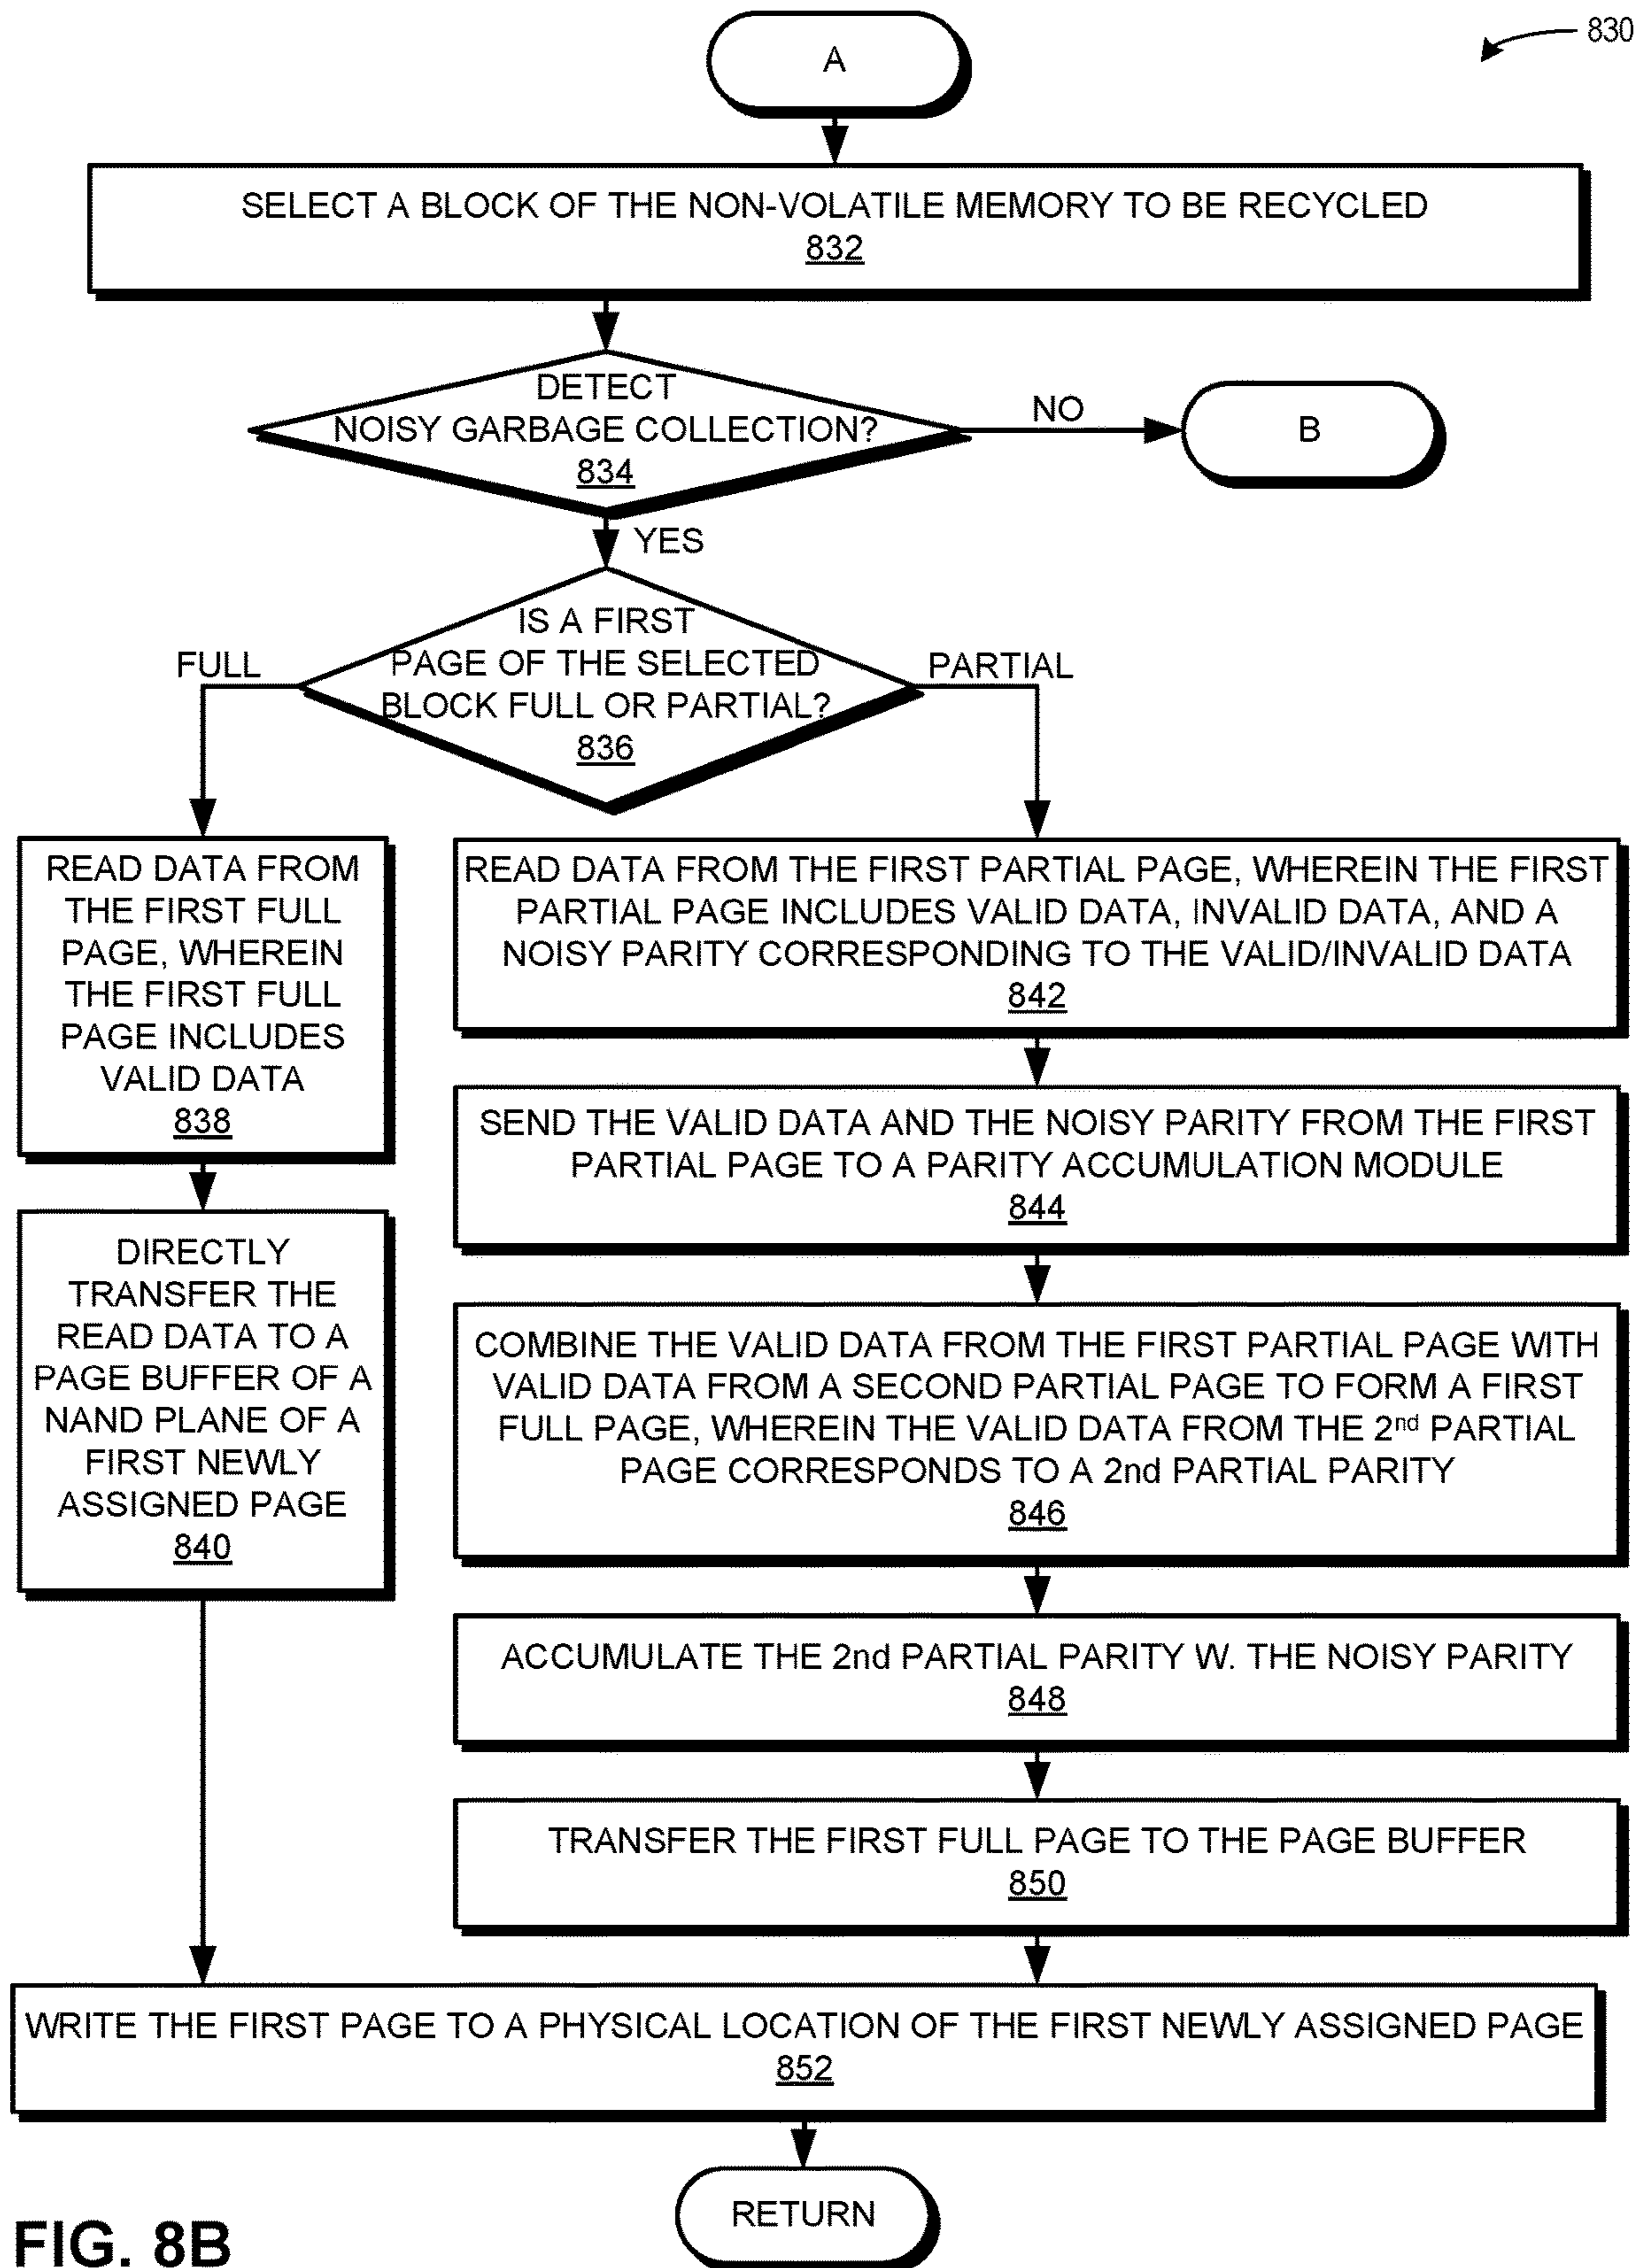 830
A
SELECT A BLOCK OF THE NON-VOLATILE MEMORY TO BE RECYCLED
832
DETECT
NOISY GARBAGE COLLECTION?
834
NO
B
YES
IS A FIRST
PAGE OF THE SELECTED
BLOCK FULL OR PARTIAL?
836
FULL
PARTIAL
READ DATA FROM
THE FIRST FULL
PAGE, WHEREIN
THE FIRST FULL
PAGE INCLUDES
VALID DATA
838
DIRECTLY
TRANSFER THE
READ DATA TO A
PAGE BUFFER OF A
NAND PLANE OF A
FIRST NEWLY
ASSIGNED PAGE
840
READ DATA FROM THE FIRST PARTIAL PAGE, WHEREIN THE FIRST
PARTIAL PAGE INCLUDES VALID DATA, INVALID DATA, AND A
NOISY PARITY CORRESPONDING TO THE VALID/INVALID DATA
842
SEND THE VALID DATA AND THE NOISY PARITY FROM THE FIRST
PARTIAL PAGE TO A PARITY ACCUMULATION MODULE
844
COMBINE THE VALID DATA FROM THE FIRST PARTIAL PAGE WITH
VALID DATA FROM A SECOND PARTIAL PAGE TO FORM A FIRST
FULL PAGE, WHEREIN THE VALID DATA FROM THE 2nd PARTIAL
PAGE CORRESPONDS TO A 2nd PARTIAL PARITY
846
ACCUMULATE THE 2nd PARTIAL PARITY W. THE NOISY PARITY
848
TRANSFER THE FIRST FULL PAGE TO THE PAGE BUFFER
850
WRITE THE FIRST PAGE TO A PHYSICAL LOCATION OF THE FIRST NEWLY ASSIGNED PAGE
852
RETURN
FIG. 8B